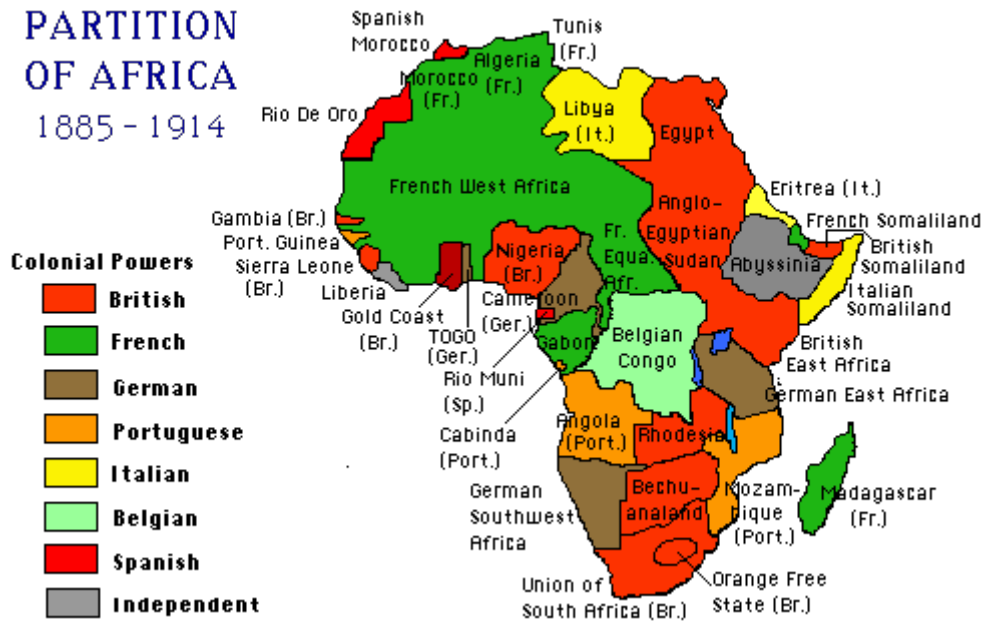 PARTITION
OF AFRICA
1885 - 1914
Spanish
Morocco
Tunis
(Fr.)
Algeria
(Fr.)
Morocco
(Fr.)
Rio De Oro
Libya
(It.)
Egypt
French West Africa
Eritrea (It.)
Anglo-
Egyptian
Sudan
French Somaliland
British
Somaliland
Abyssinia
Italian
Somaliland
Gambia (Br.)
Port. Guinea
Sierra Leone
(Br.)
Liberia
Nigeria
(Br.)
Fr.
Equa.
Afr.
Gold Coast
(Br.)
TOGO
(Ger.)
Cameroon
(Ger.)
Rio Muni
(Sp.)
Gabon
Belgian
Congo
British
East Africa
German East Africa
Cabinda
(Port.)
Angola
(Port.)
Rhodesia
German
Southwest
Africa
Bechu-
analand
Mozam-
bique
(Port.)
Madagascar
(Fr.)
Union of
South Africa (Br.)
Orange Free
State (Br.)
Colonial Powers
British
French
German
Portuguese
Italian
Belgian
Spanish
Independent